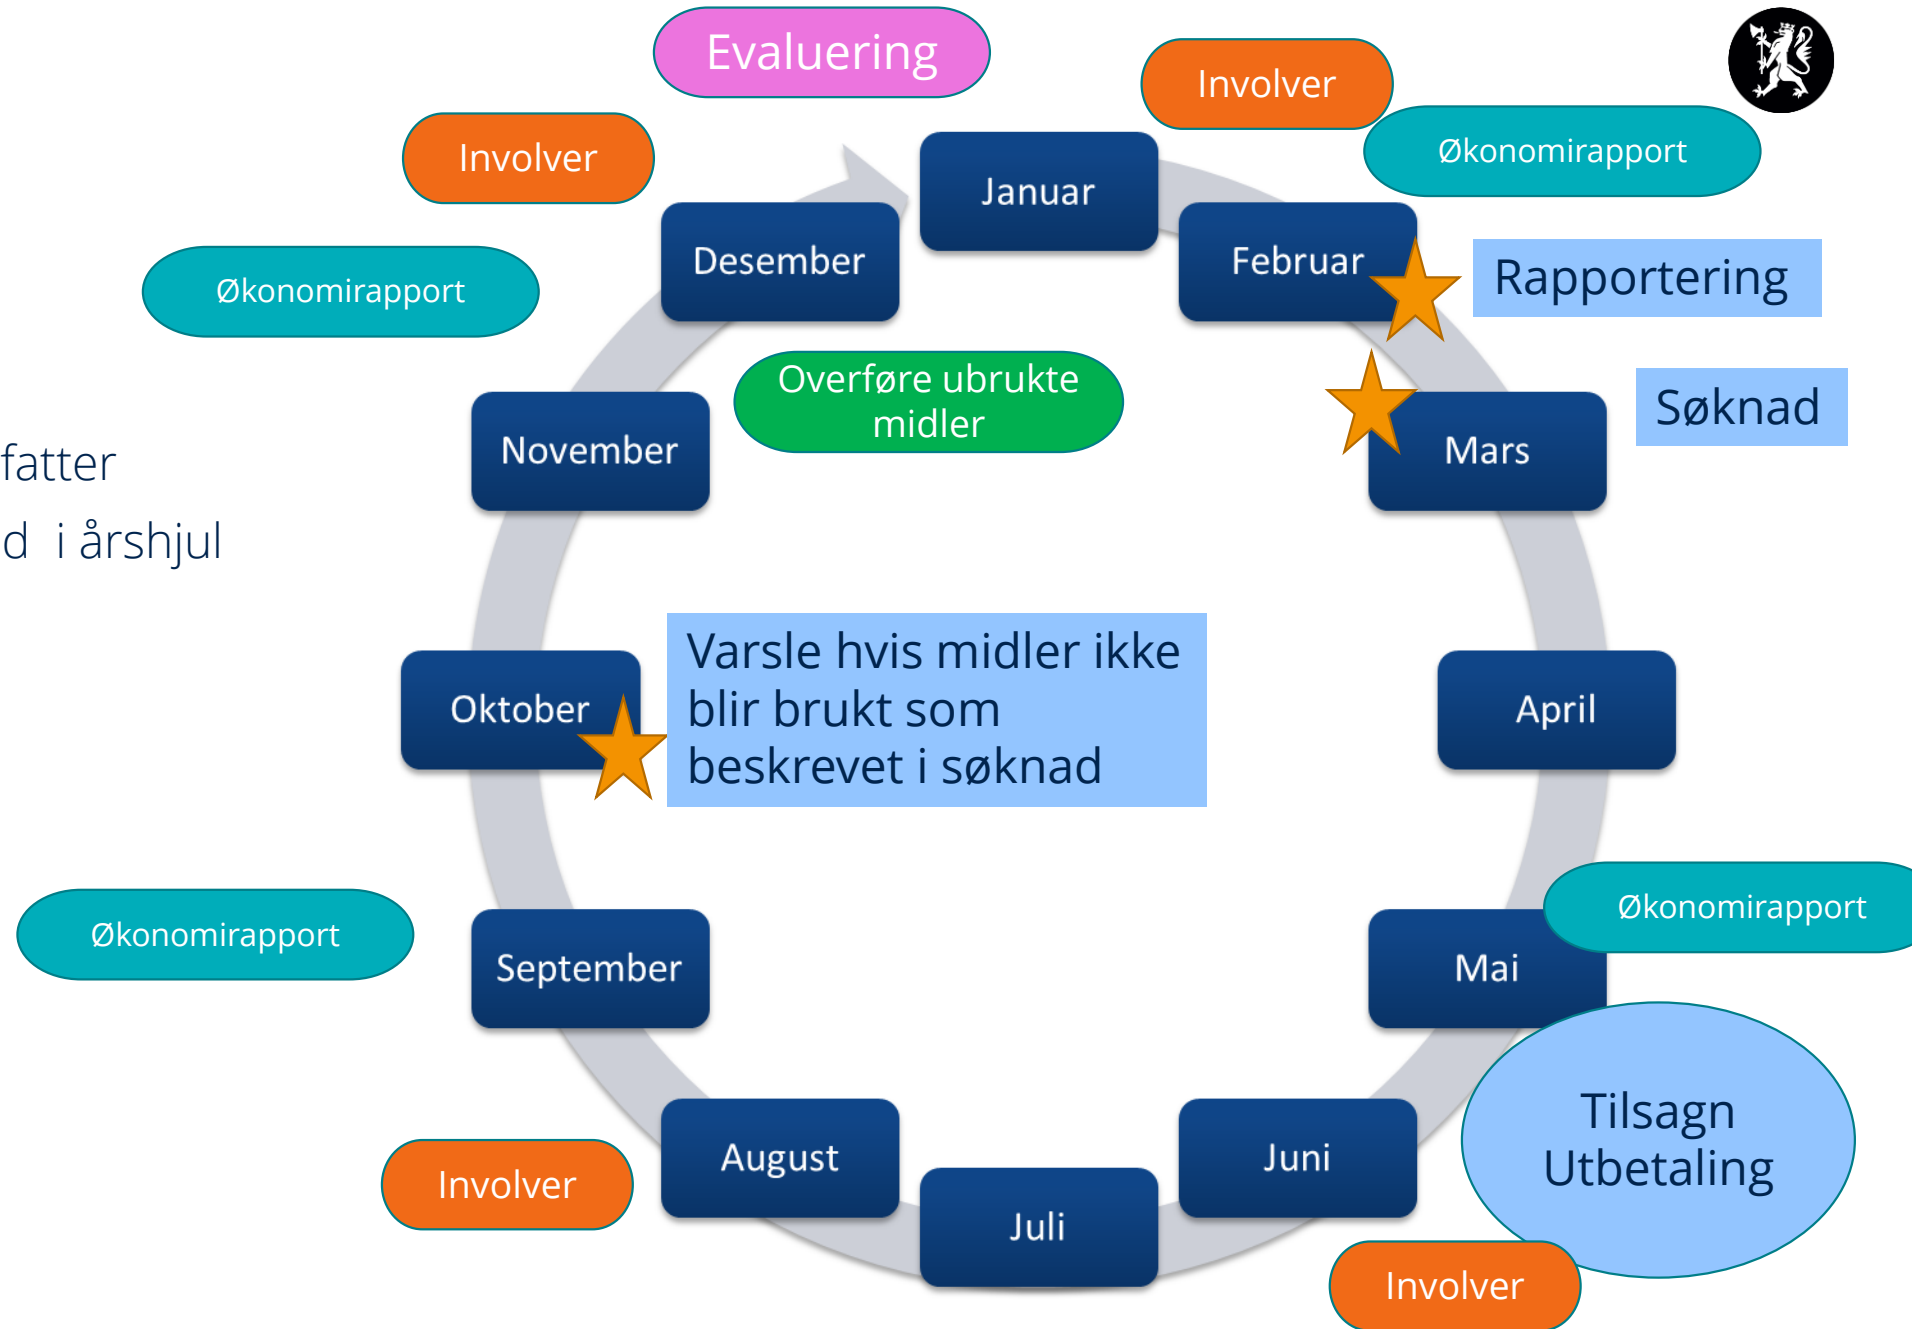 Evaluering
Involver
Økonomirapport
Involver
Januar
Desember
Februar
Rapportering
Økonomirapport
Overføre ubrukte
midler
Søknad
November
Mars
fatter
d i årshjul
Varsle hvis midler ikke
blir brukt som
beskrevet i søknad
Oktober
April
Økonomirapport
Økonomirapport
September
Mai
Tilsagn
Utbetaling
August
Juni
Involver
Juli
Involver